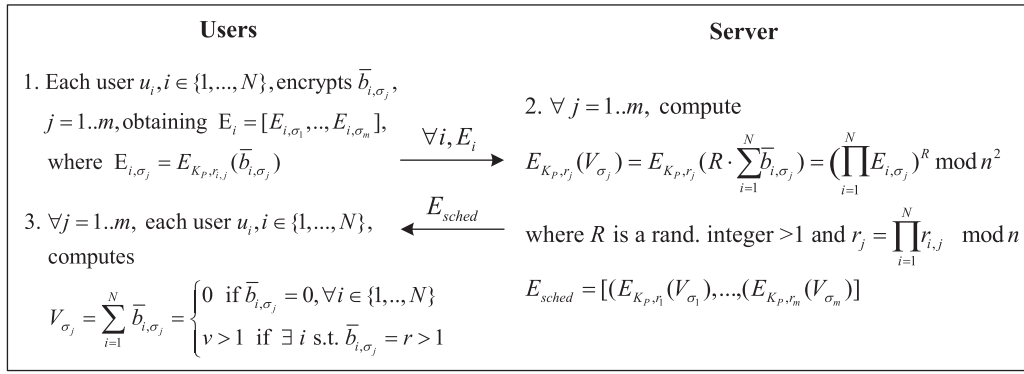 Users
1. Each user u_i, i ∈ {1,...,N}, encrypts b̅_{i,σ_j},
j = 1..m, obtaining E_i = [E_{i,σ_1},..,E_{i,σ_m}],
where E_{i,σ_j} = E_{K_P,r_{i,j}}(b̅_{i,σ_j})
∀i, E_i
E_{sched}
3. ∀j = 1..m, each user u_i, i ∈ {1,...,N},
computes
V_{σ_j} = ∑_{i=1}^{N} b̅_{i,σ_j} = { 0 if b̅_{i,σ_j} = 0, ∀i ∈ {1,..,N}
v > 1 if ∃ i s.t. b̅_{i,σ_j} = r > 1
Server
2. ∀ j = 1..m, compute
E_{K_P,r_j}(V_{σ_j}) = E_{K_P,r_j}(R · ∑_{i=1}^{N} b̅_{i,σ_j}) = (∏_{i=1}^{N} E_{i,σ_j})^R mod n^2
where R is a rand. integer >1 and r_j = ∏_{i=1}^{N} r_{i,j} mod n
E_{sched} = [(E_{K_P,r_1}(V_{σ_1}),...,(E_{K_P,r_m}(V_{σ_m})]